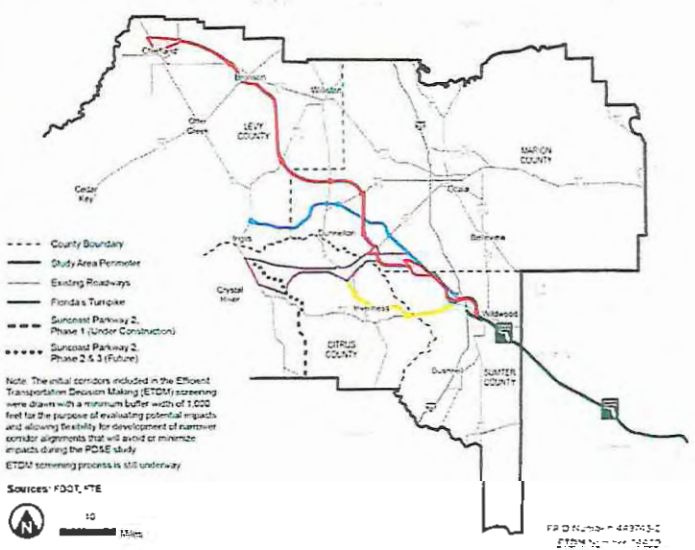 Chiefland
Bronson
Williston
Otter
Creek
LEVY
COUNTY
MARION
COUNTY
Cedar
Key
Ocala
Inglis
Dunnellon
Belleview
Crystal
River
Inverness
Wildwood
CITRUS
COUNTY
Bushnell
SUMTER
COUNTY
County Boundary
Study Area Perimeter
Existing Roadways
Florida's Turnpike
Suncoast Parkway 2,
Phase 1 (Under Construction)
Suncoast Parkway 2,
Phase 2 & 3 (Future)
Note: The initial corridors included in the Efficient
Transportation Decision Making (ETDM) screening
were drawn with a minimum buffer width of 1,000
feet for the purpose of evaluating potential impacts
and allowing flexibility for development of narrower
corridor alignments that will avoid or minimize
impacts during the PD&E study
ETDM screening process is still underway
Sources: FDOT, FTE
N
10
Miles
ETDM Number